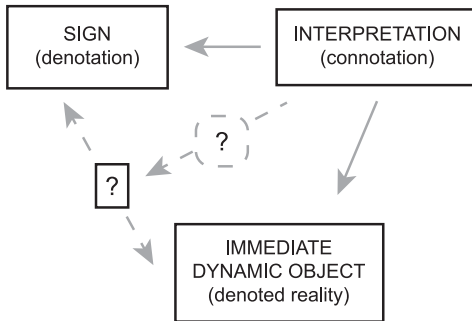 SIGN
(denotation)
INTERPRETATION
(connotation)
?
?
IMMEDIATE
DYNAMIC OBJECT
(denoted reality)